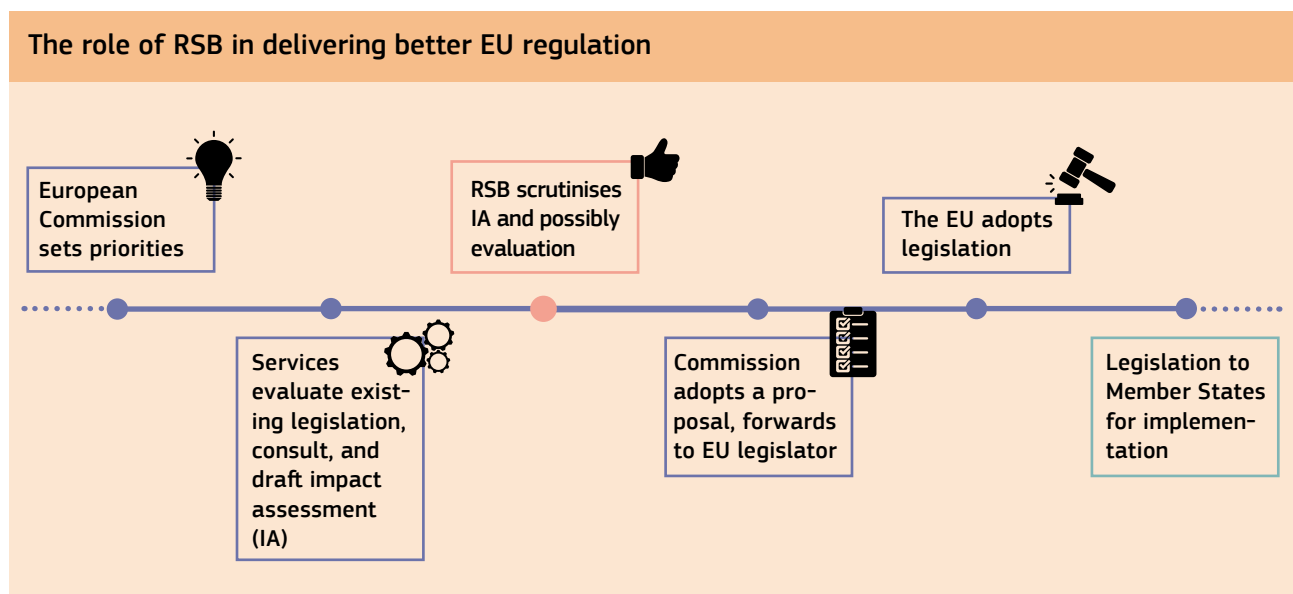 The role of RSB in delivering better EU regulation
European
Commission
sets priorities
Services
evaluate exist-
ing legislation,
consult, and
draft impact
assessment
(IA)
RSB scrutinises
IA and possibly
evaluation
Commission
adopts a pro-
posal, forwards
to EU legislator
The EU adopts
legislation
Legislation to
Member States
for implemen-
tation